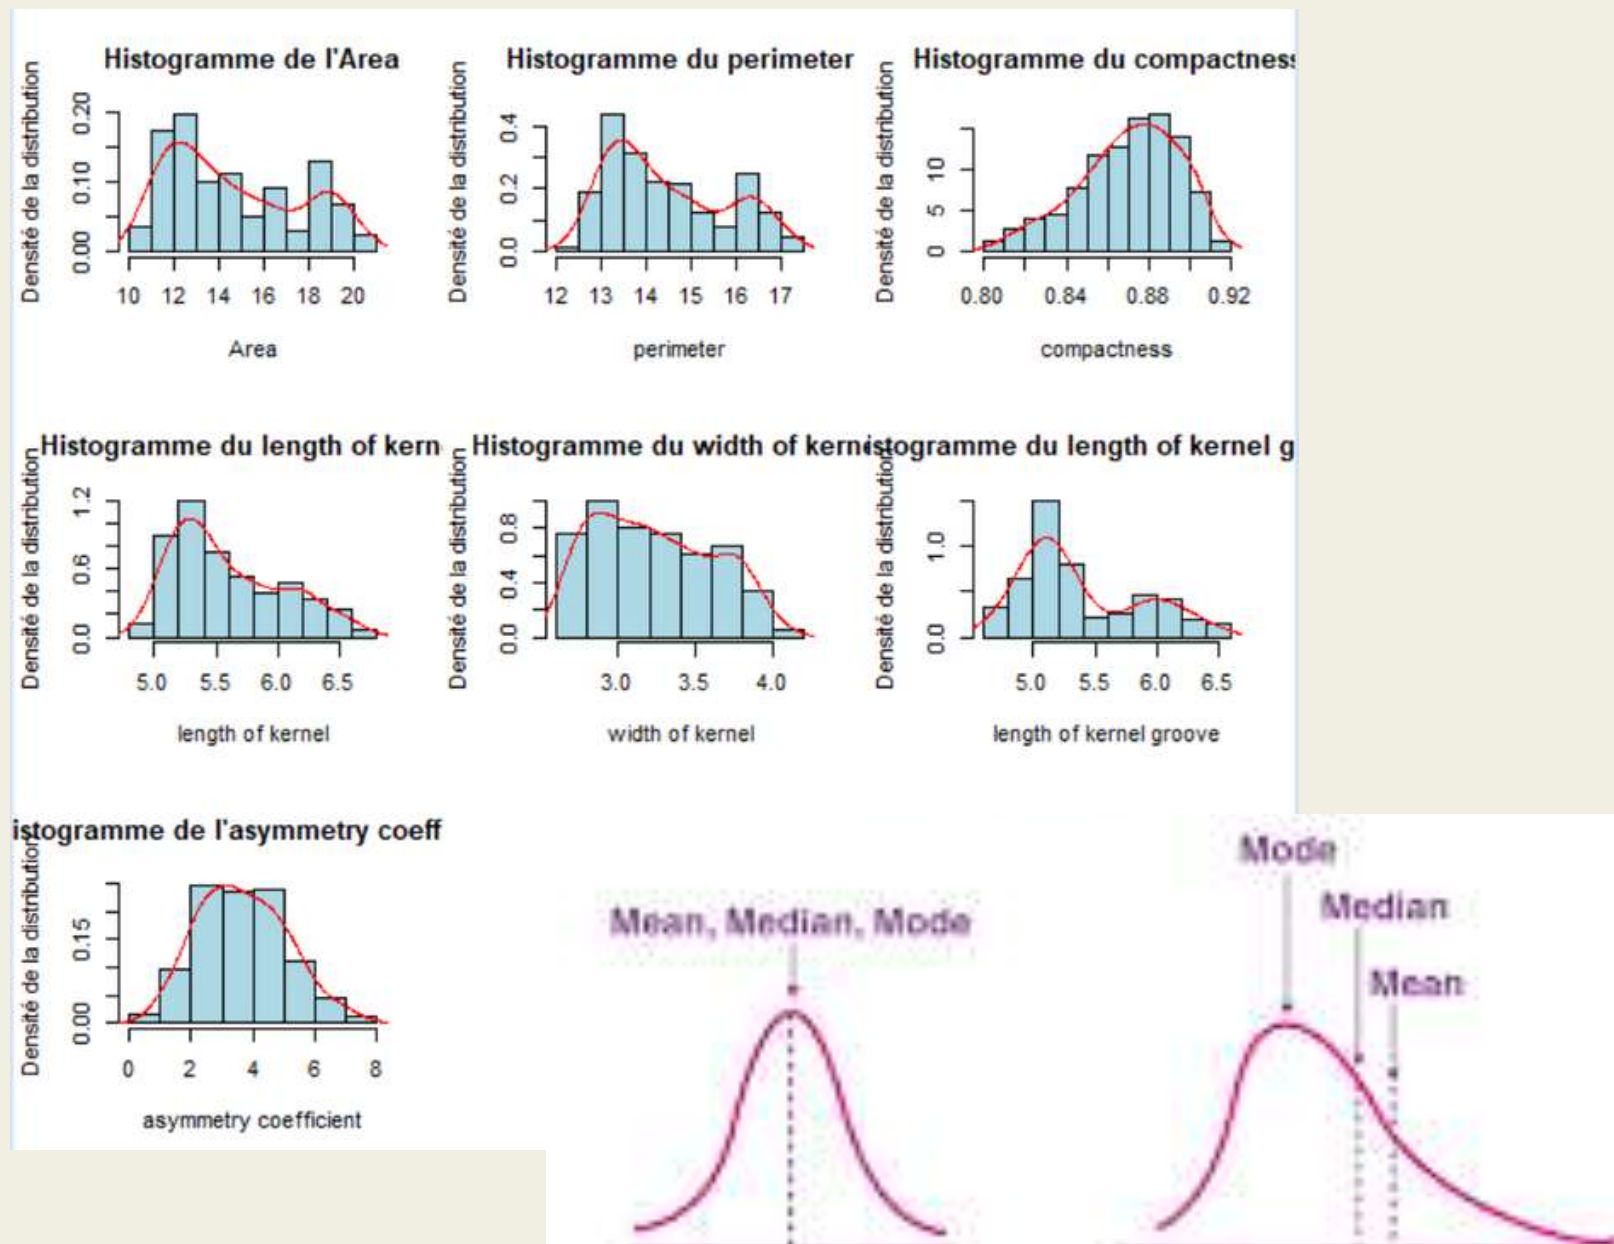 Histogramme de l'Area
Densité de la distribution
0.00 0.10 0.20
10 12 14 16 18 20
Area
Histogramme du perimeter
Densité de la distribution
0.0 0.2 0.4
12 13 14 15 16 17
perimeter
Histogramme du compactness
Densité de la distribution
0 5 10
0.80 0.84 0.88 0.92
compactness
Histogramme du length of kern
Densité de la distribution
0.0 0.6 1.2
5.0 5.5 6.0 6.5
length of kernel
Histogramme du width of kerne
Densité de la distribution
0.0 0.4 0.8
3.0 3.5 4.0
width of kernel
istogramme du length of kernel g
Densité de la distribution
0.0 1.0
5.0 5.5 6.0 6.5
length of kernel groove
istogramme de l'asymmetry coeff
Densité de la distribution
0.00 0.15
0 2 4 6 8
asymmetry coefficient
Mean, Median, Mode
Mode
Median
Mean